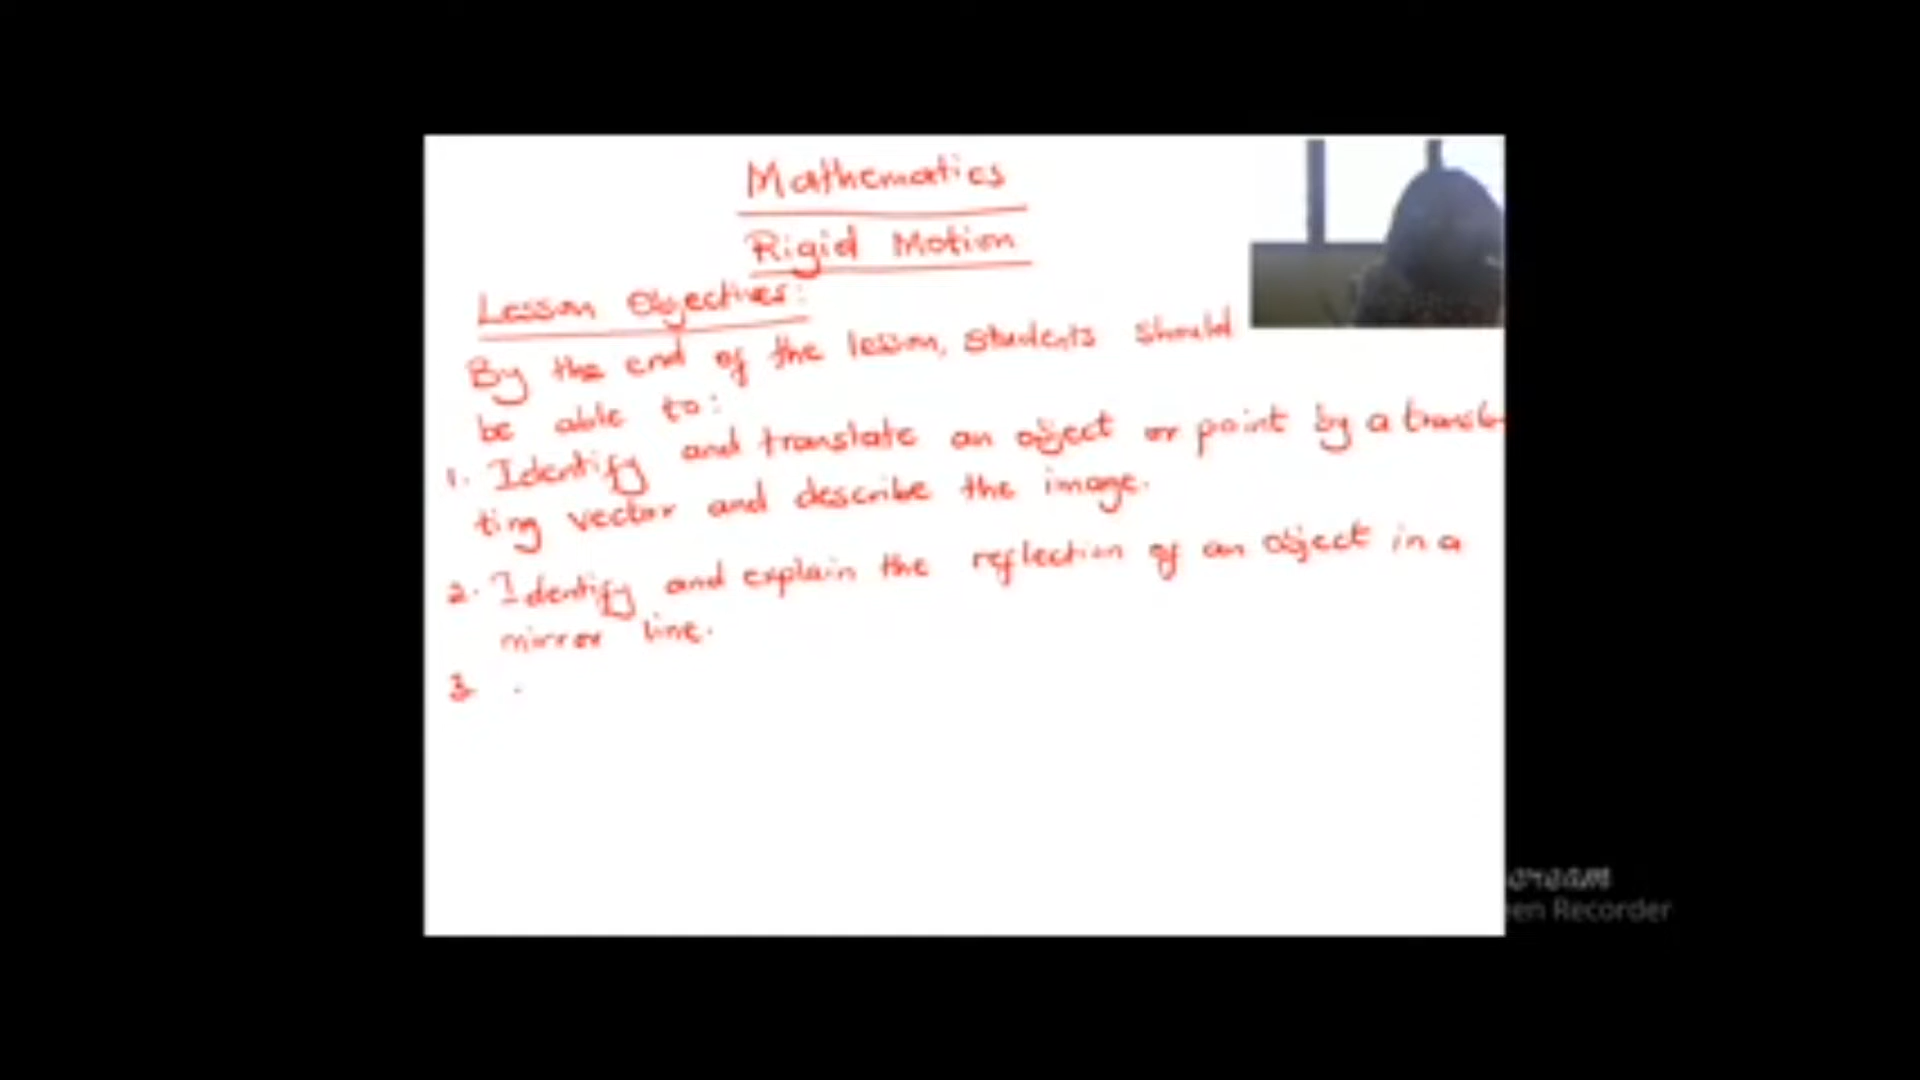 Mathematics
Rigid Motion
Lesson Objectives:
By the end of the lesson, students should
be able to:
1. Identify and translate an object or point by a transla-
ting vector and describe the image.
2. Identify and explain the reflection of an object in a
mirror line.
3 .
Recorder